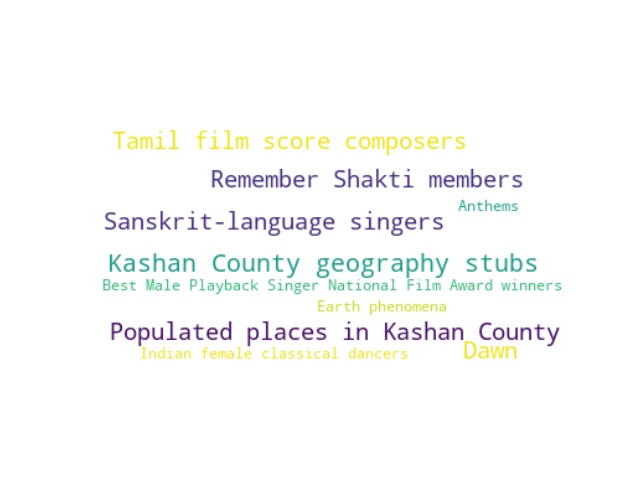 Tamil film score composers
Remember Shakti members
Anthems
Sanskrit-language singers
Kashan County geography stubs
Best Male Playback Singer National Film Award winners
Earth phenomena
Populated places in Kashan County
Indian female classical dancers
Dawn